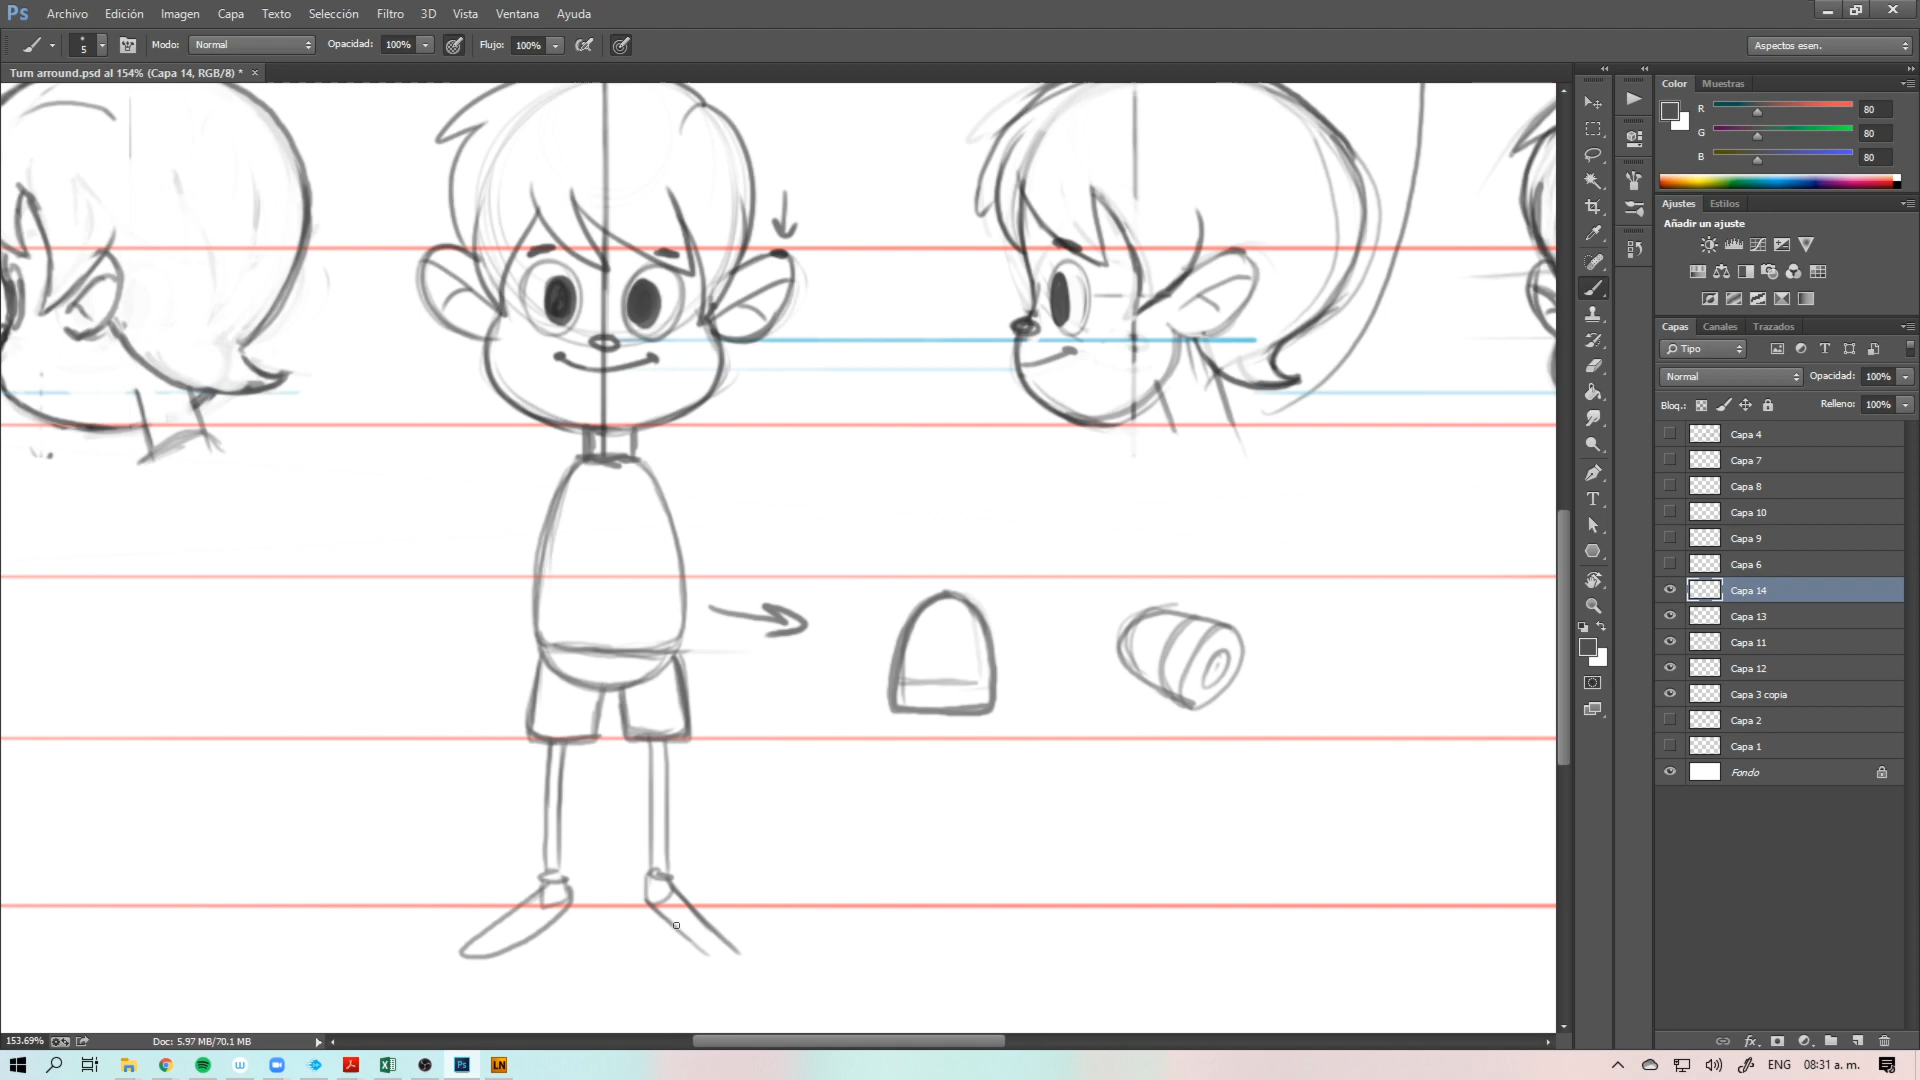 Ps Archivo Edición Imagen Capa Texto Selección Filtro 3D Vista Ventana Ayuda
5 Modo: Normal Opacidad: 100% Flujo: 100% Aspectos esen.
Turn arround.psd al 154% (Capa 14, RGB/8) * ×
Color Muestras
R 80
G 80
B 80
Ajustes Estilos
Añadir un ajuste
Capas Canales Trazados
Tipo
Normal Opacidad: 100%
Bloq.: Relleno: 100%
Capa 4
Capa 7
Capa 8
Capa 10
Capa 9
Capa 6
Capa 14
Capa 13
Capa 11
Capa 12
Capa 3 copia
Capa 2
Capa 1
Fondo
153.69% Doc: 5.97 MB/70.1 MB
fx
W Ps LN ENG 08:31 a. m.